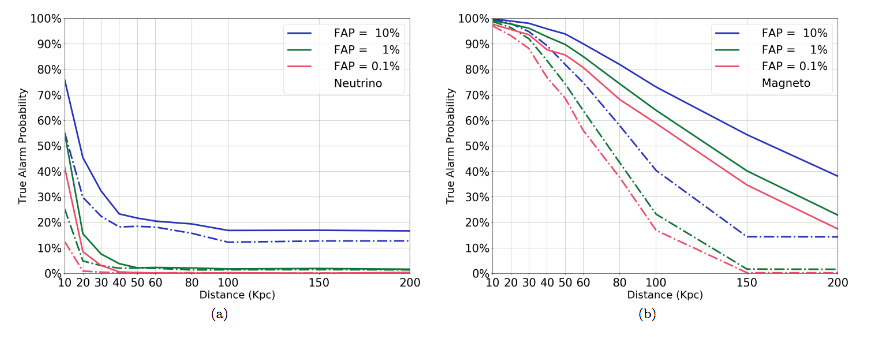 100%
90%
80%
70%
60%
50%
40%
30%
20%
10%
0%
True Alarm Probability
FAP = 10%
FAP = 1%
FAP = 0.1%
Neutrino
10 20 30 40 50 60 80 100 150 200
Distance (Kpc)
(a)
100%
90%
80%
70%
60%
50%
40%
30%
20%
10%
0%
True Alarm Probability
FAP = 10%
FAP = 1%
FAP = 0.1%
Magneto
10 20 30 40 50 60 80 100 150 200
Distance (Kpc)
(b)